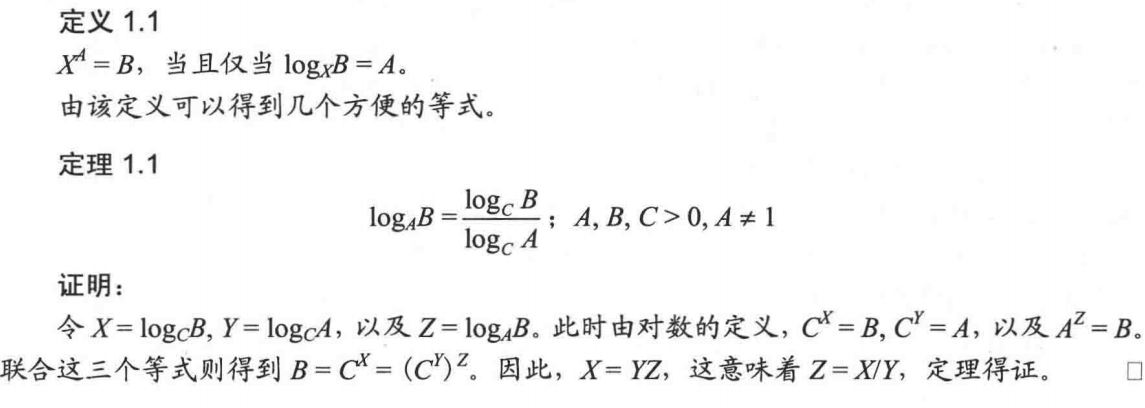 定义 1.1
X^A = B，当且仅当 log_X B = A。
由该定义可以得到几个方便的等式。
定理 1.1
log_A B = \frac{log_C B}{log_C A}；A, B, C > 0, A ≠ 1
证明：
令 X = log_C B, Y = log_C A，以及 Z = log_A B。此时由对数的定义，C^X = B, C^Y = A，以及 A^Z = B。
联合这三个等式则得到 B = C^X = (C^Y)^Z。因此，X = YZ，这意味着 Z = X/Y，定理得证。 □